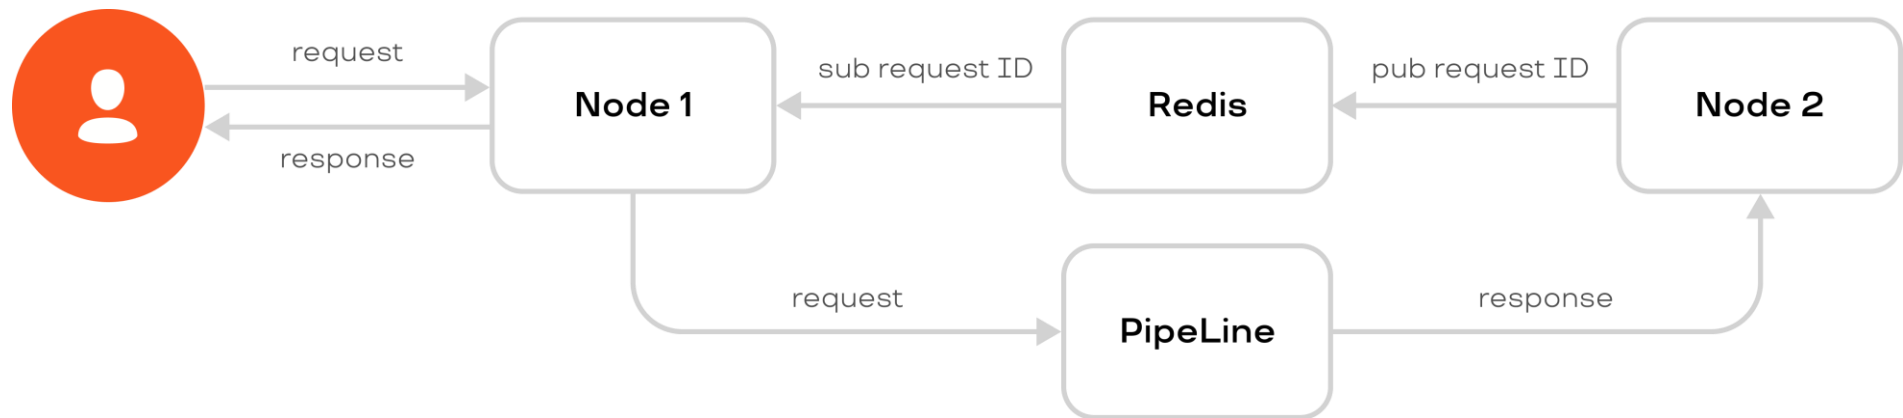 request
response
Node 1
sub request ID
Redis
pub request ID
Node 2
request
PipeLine
response